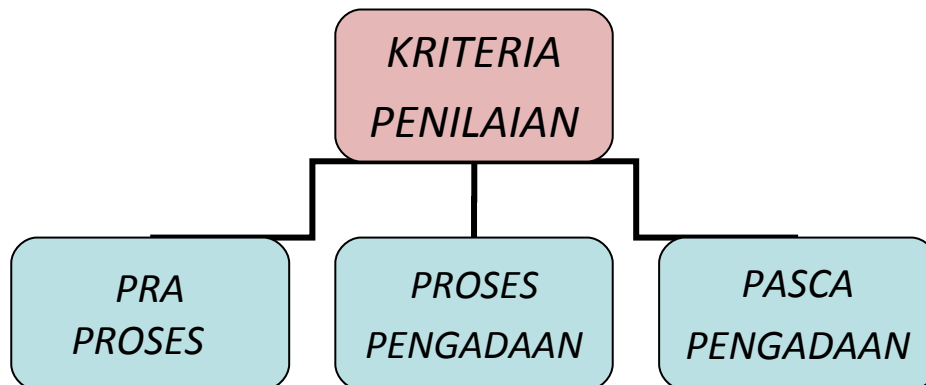 KRITERIA
PENILAIAN
PRA
PROSES
PROSES
PENGADAAN
PASCA
PENGADAAN